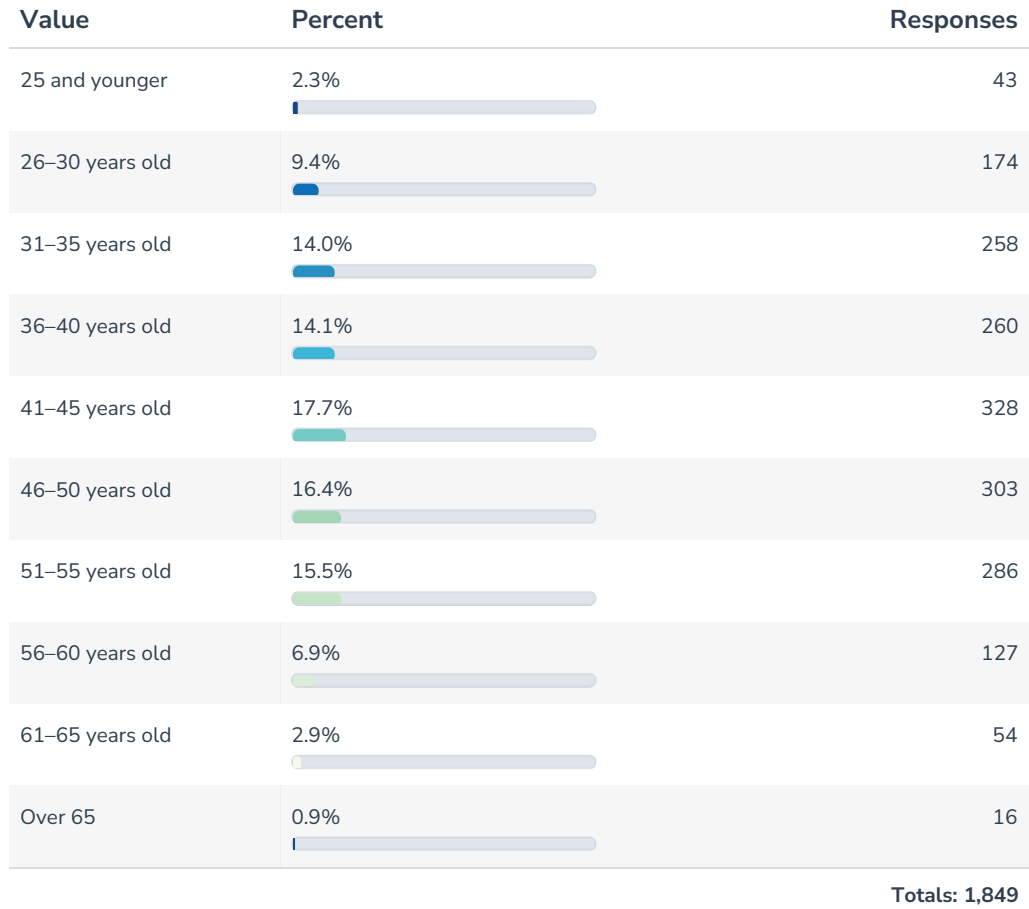 Value Percent Responses
25 and younger 2.3% 43
26–30 years old 9.4% 174
31–35 years old 14.0% 258
36–40 years old 14.1% 260
41–45 years old 17.7% 328
46–50 years old 16.4% 303
51–55 years old 15.5% 286
56–60 years old 6.9% 127
61–65 years old 2.9% 54
Over 65 0.9% 16
Totals: 1,849